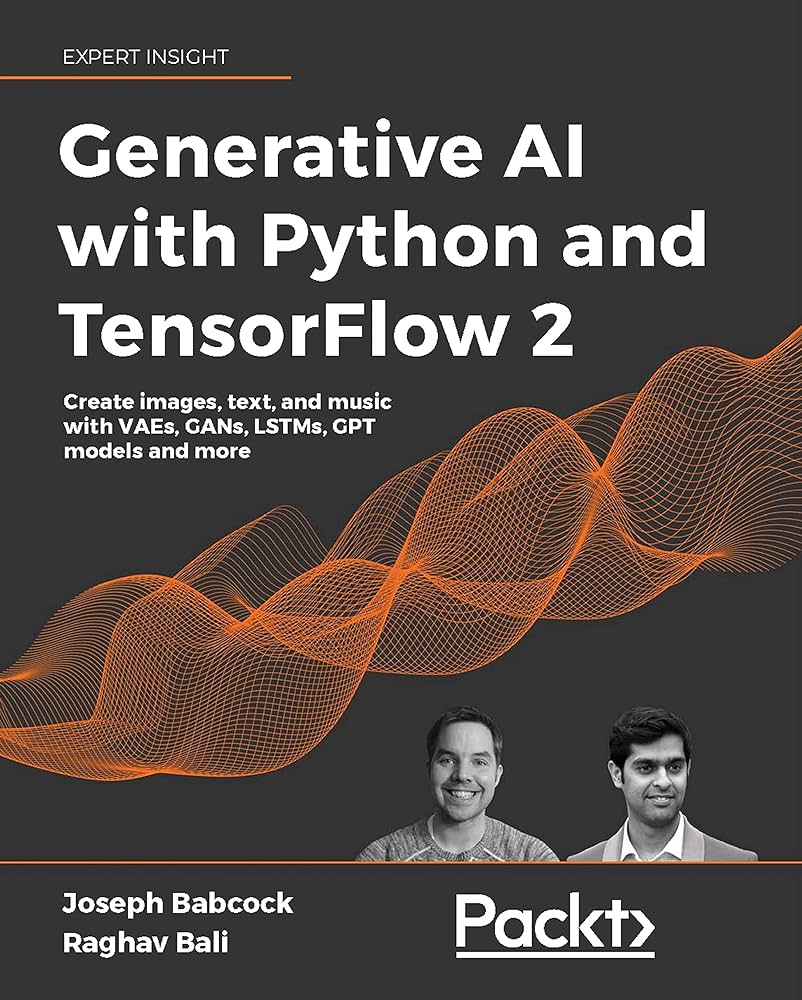 EXPERT INSIGHT
Generative AI
with Python and
TensorFlow 2
Create images, text, and music
with VAEs, GANs, LSTMs, GPT
models and more
Joseph Babcock
Raghav Bali
Packt>